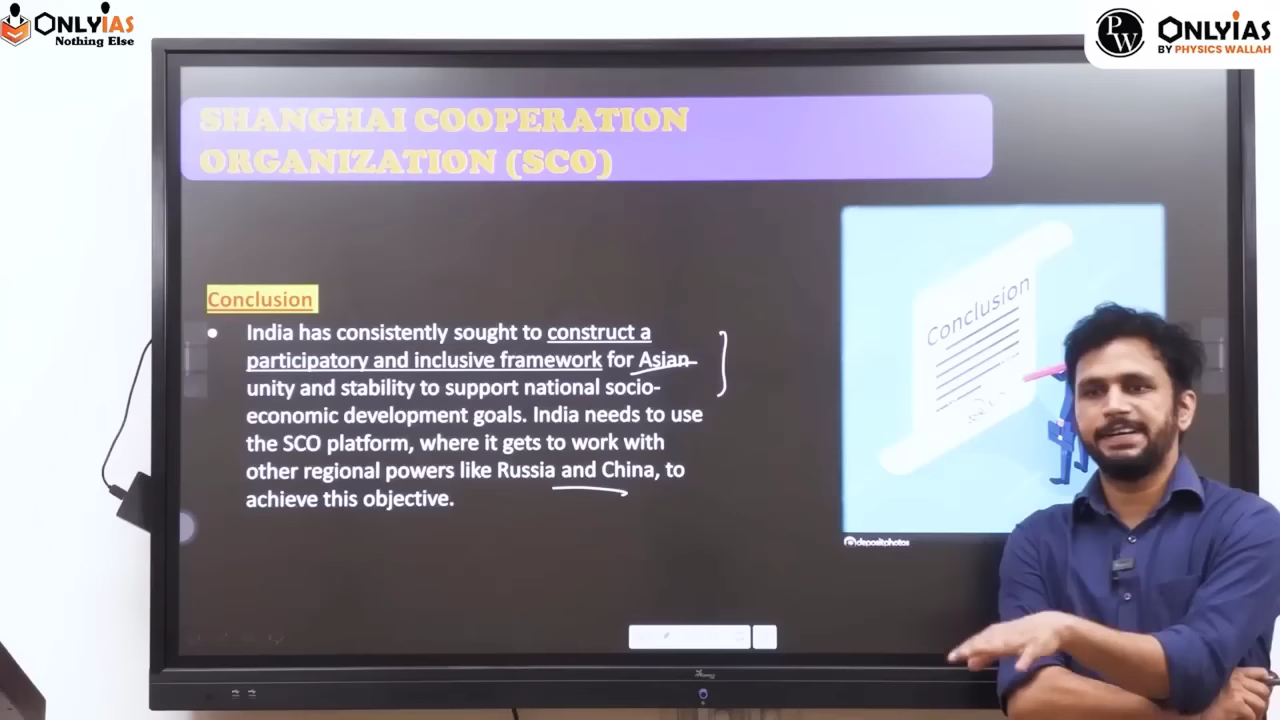 ONLYIAS
Nothing Else
PW
ONLYIAS
BY PHYSICS WALLAH
SHANGHAI COOPERATION
ORGANIZATION (SCO)
Conclusion
• India has consistently sought to construct a
participatory and inclusive framework for Asian
unity and stability to support national socio-
economic development goals. India needs to use
the SCO platform, where it gets to work with
other regional powers like Russia and China, to
achieve this objective.
Conclusion
depositphotos